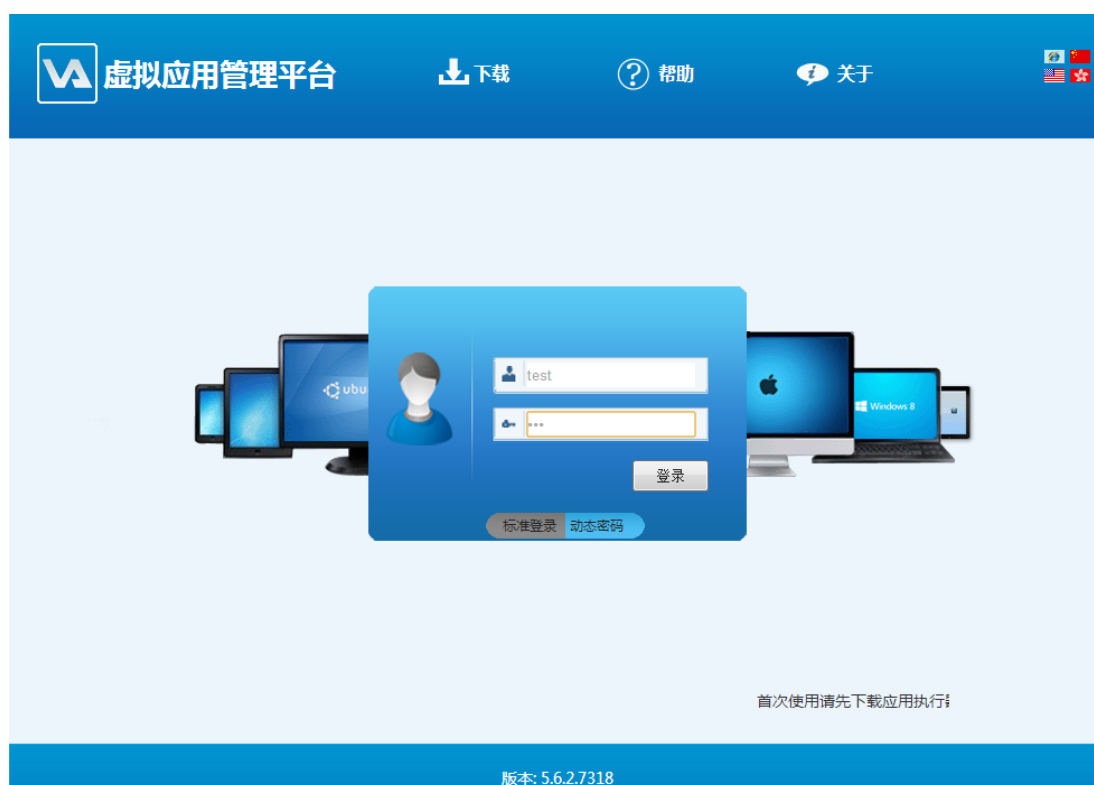 VA 虚拟应用管理平台 下载 帮助 关于
ubu
test
Windows 8
登录
标准登录 动态密码
首次使用请先下载应用执行
版本: 5.6.2.7318